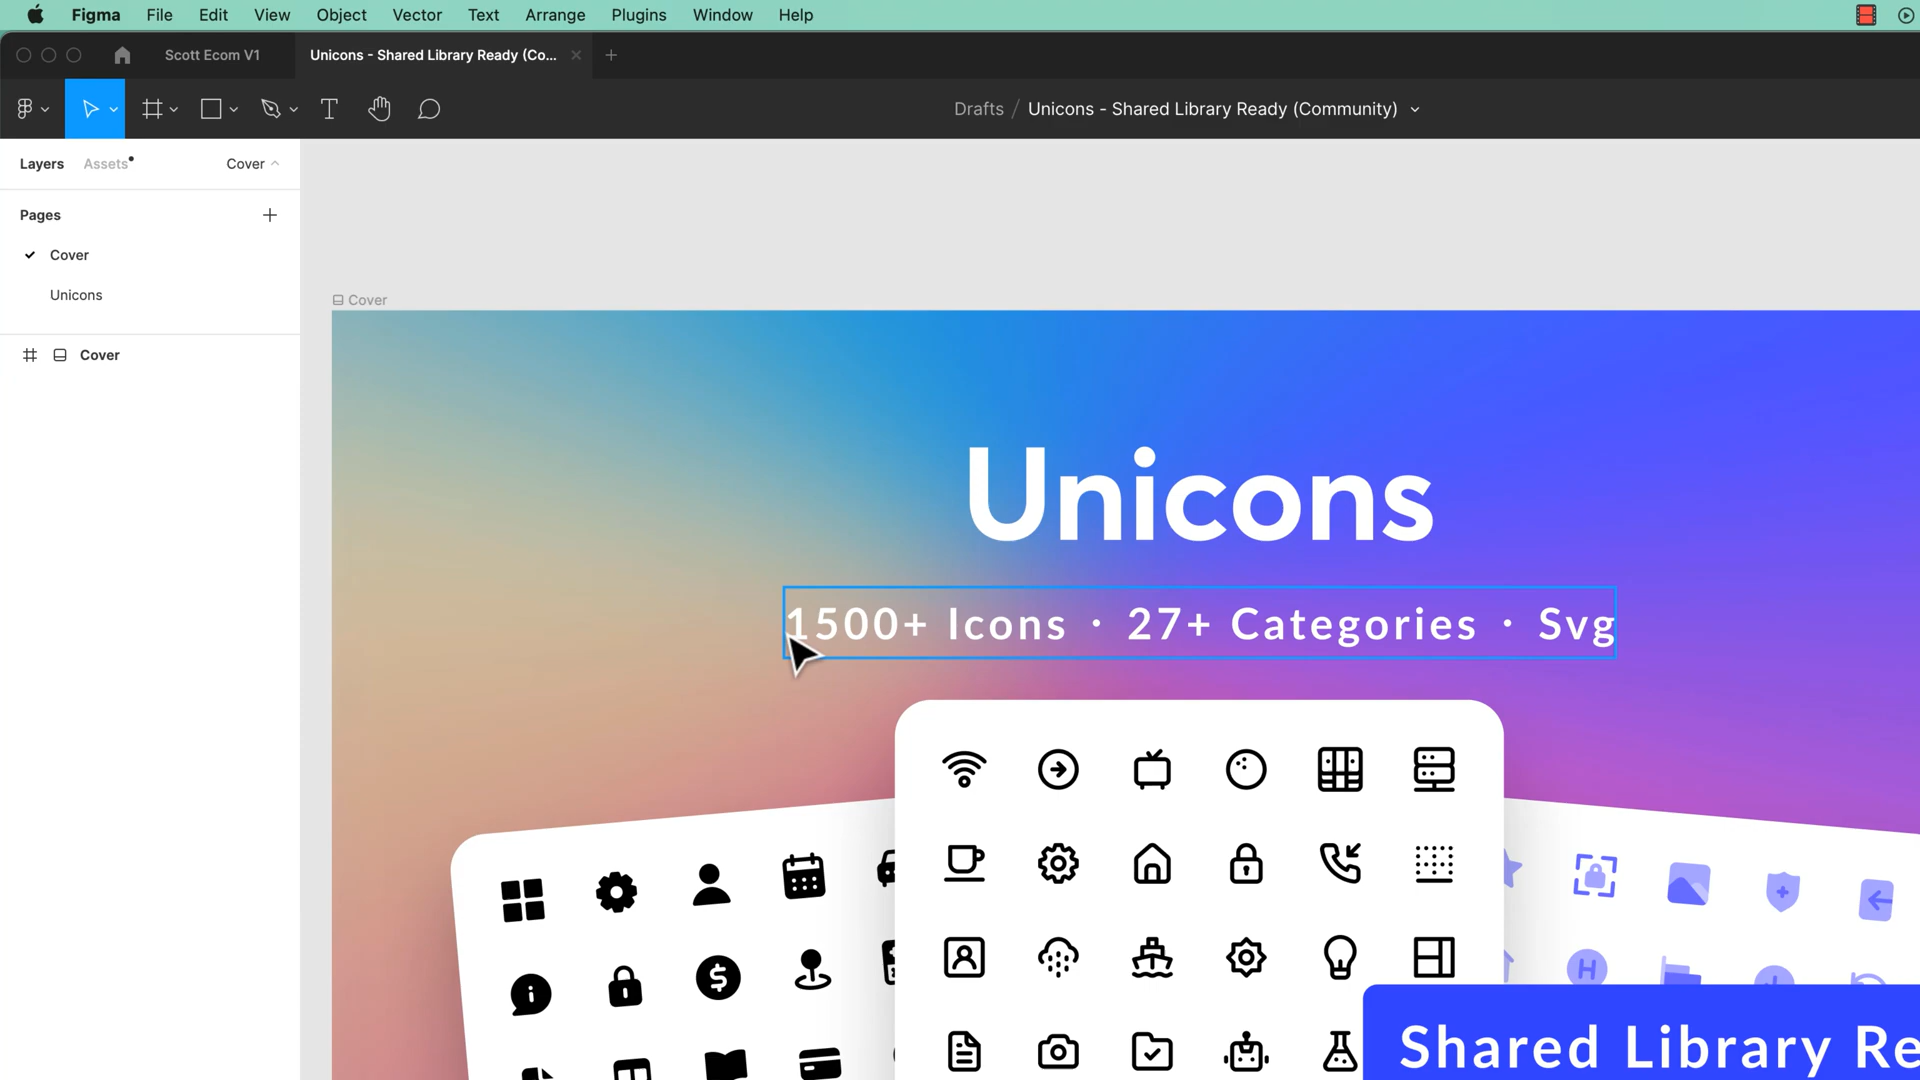 Figma File Edit View Object Vector Text Arrange Plugins Window Help
Scott Ecom V1 Unicons - Shared Library Ready (Co...
Drafts / Unicons - Shared Library Ready (Community)
Layers Assets Cover
Pages
Cover
Unicons
Cover
Cover
Unicons
1500+ Icons · 27+ Categories · Svg
H
Shared Library Re